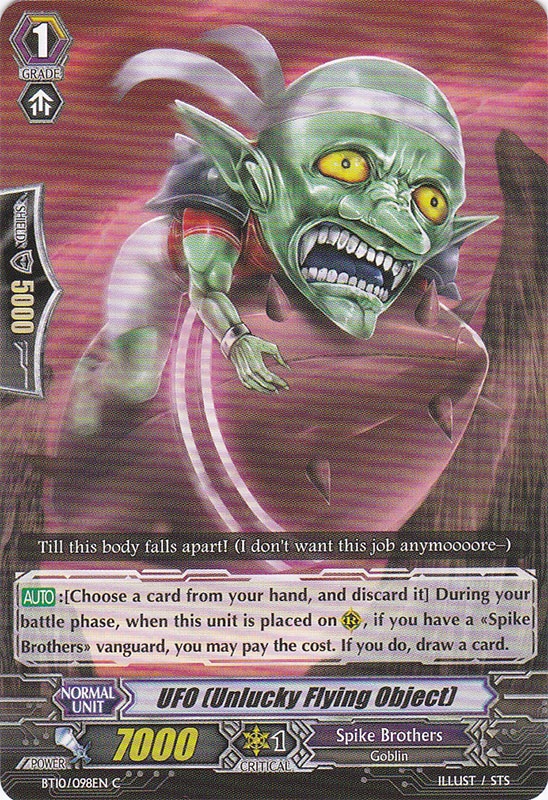 1
GRADE
SHIELD
5000
Till this body falls apart! (I don't want this job anymoooore–)
AUTO:[Choose a card from your hand, and discard it] During your
battle phase, when this unit is placed on R, if you have a «Spike
Brothers» vanguard, you may pay the cost. If you do, draw a card.
NORMAL
UNIT
UFO (Unlucky Flying Object)
POWER
7000
1
CRITICAL
Spike Brothers
Goblin
BT10/098EN C
ILLUST / STS